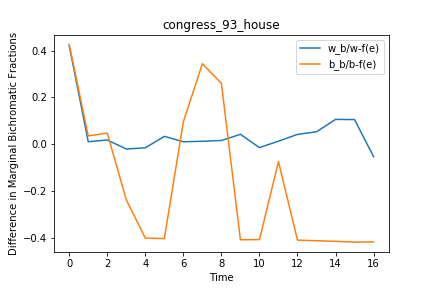 congress_93_house
w_b/w-f(e)
b_b/b-f(e)
Difference in Marginal Bichromatic Fractions
0.4
0.2
0.0
−0.2
−0.4
0 2 4 6 8 10 12 14 16
Time